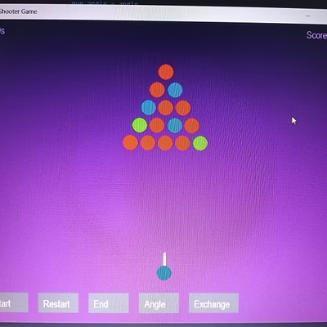 Shooter Game
Score
Restart
End
Angle
Exchange